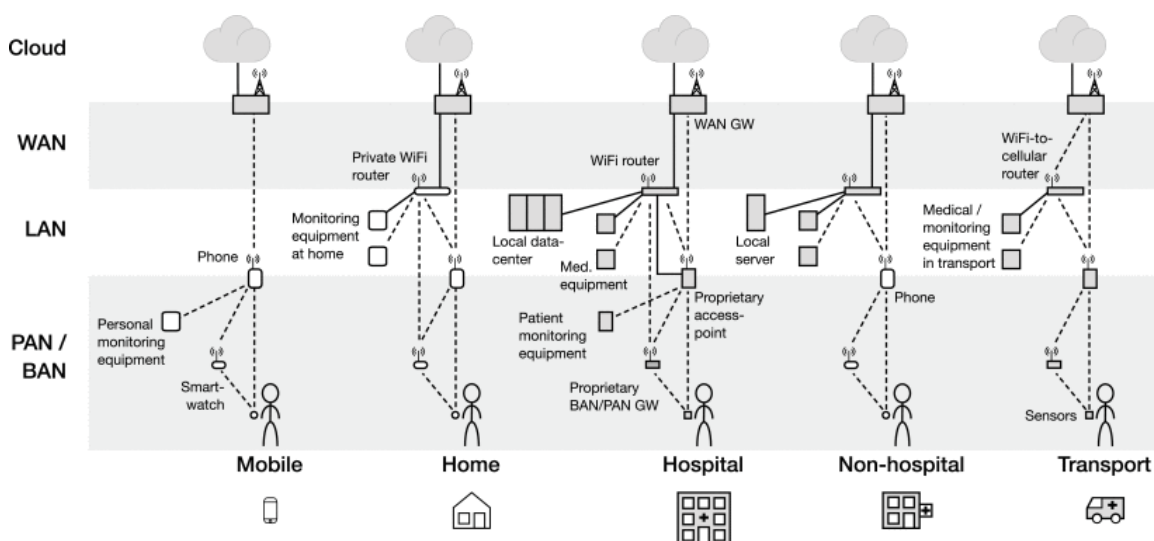 Cloud
WAN
WAN GW
Private WiFi
router
WiFi router
WiFi-to-
cellular
router
LAN
Monitoring
equipment
at home
Local data-
center
Med.
equipment
Local
server
Medical /
monitoring
equipment
in transport
Phone
PAN /
BAN
Personal
monitoring
equipment
Smart-
watch
Patient
monitoring
equipment
Proprietary
access-
point
Proprietary
BAN/PAN GW
Phone
Sensors
Mobile
Home
Hospital
Non-hospital
Transport